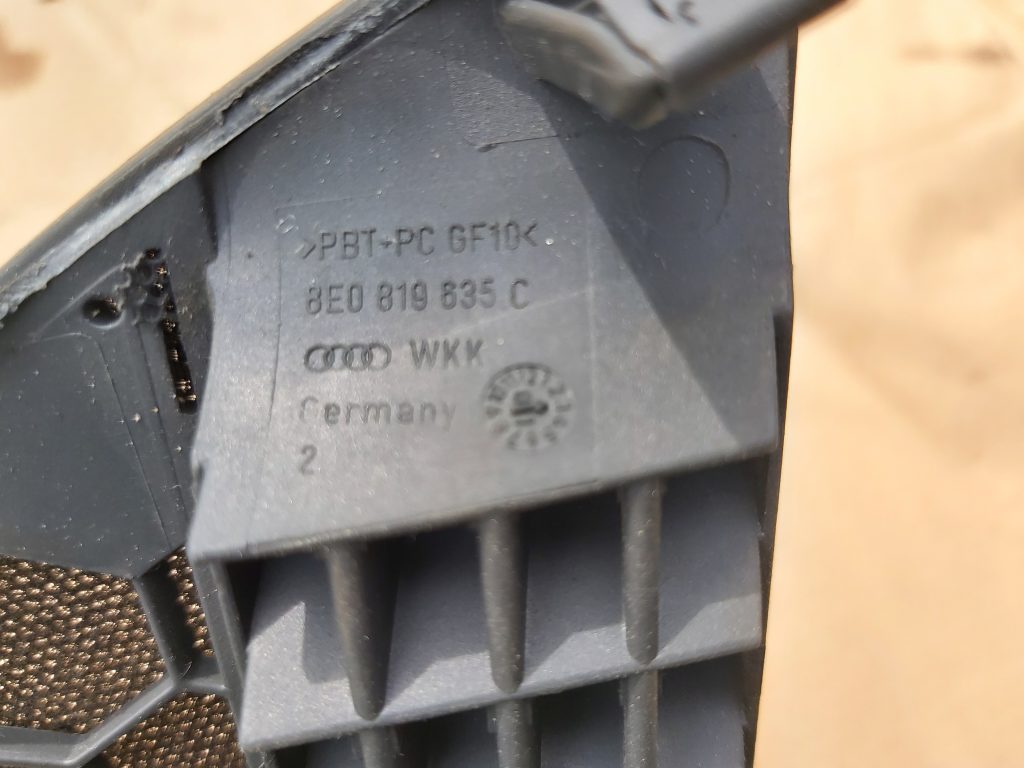 >PBT+PC GF10<
8E0 819 635 C
WKK
Germany
2